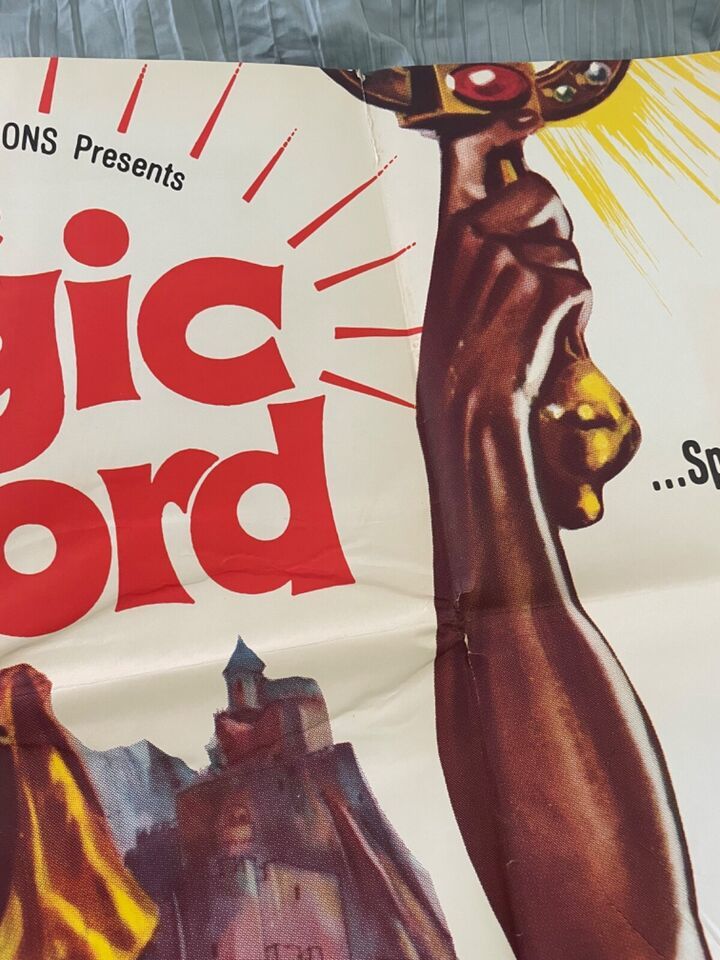 ONS Presents
gic
ord
...Sp